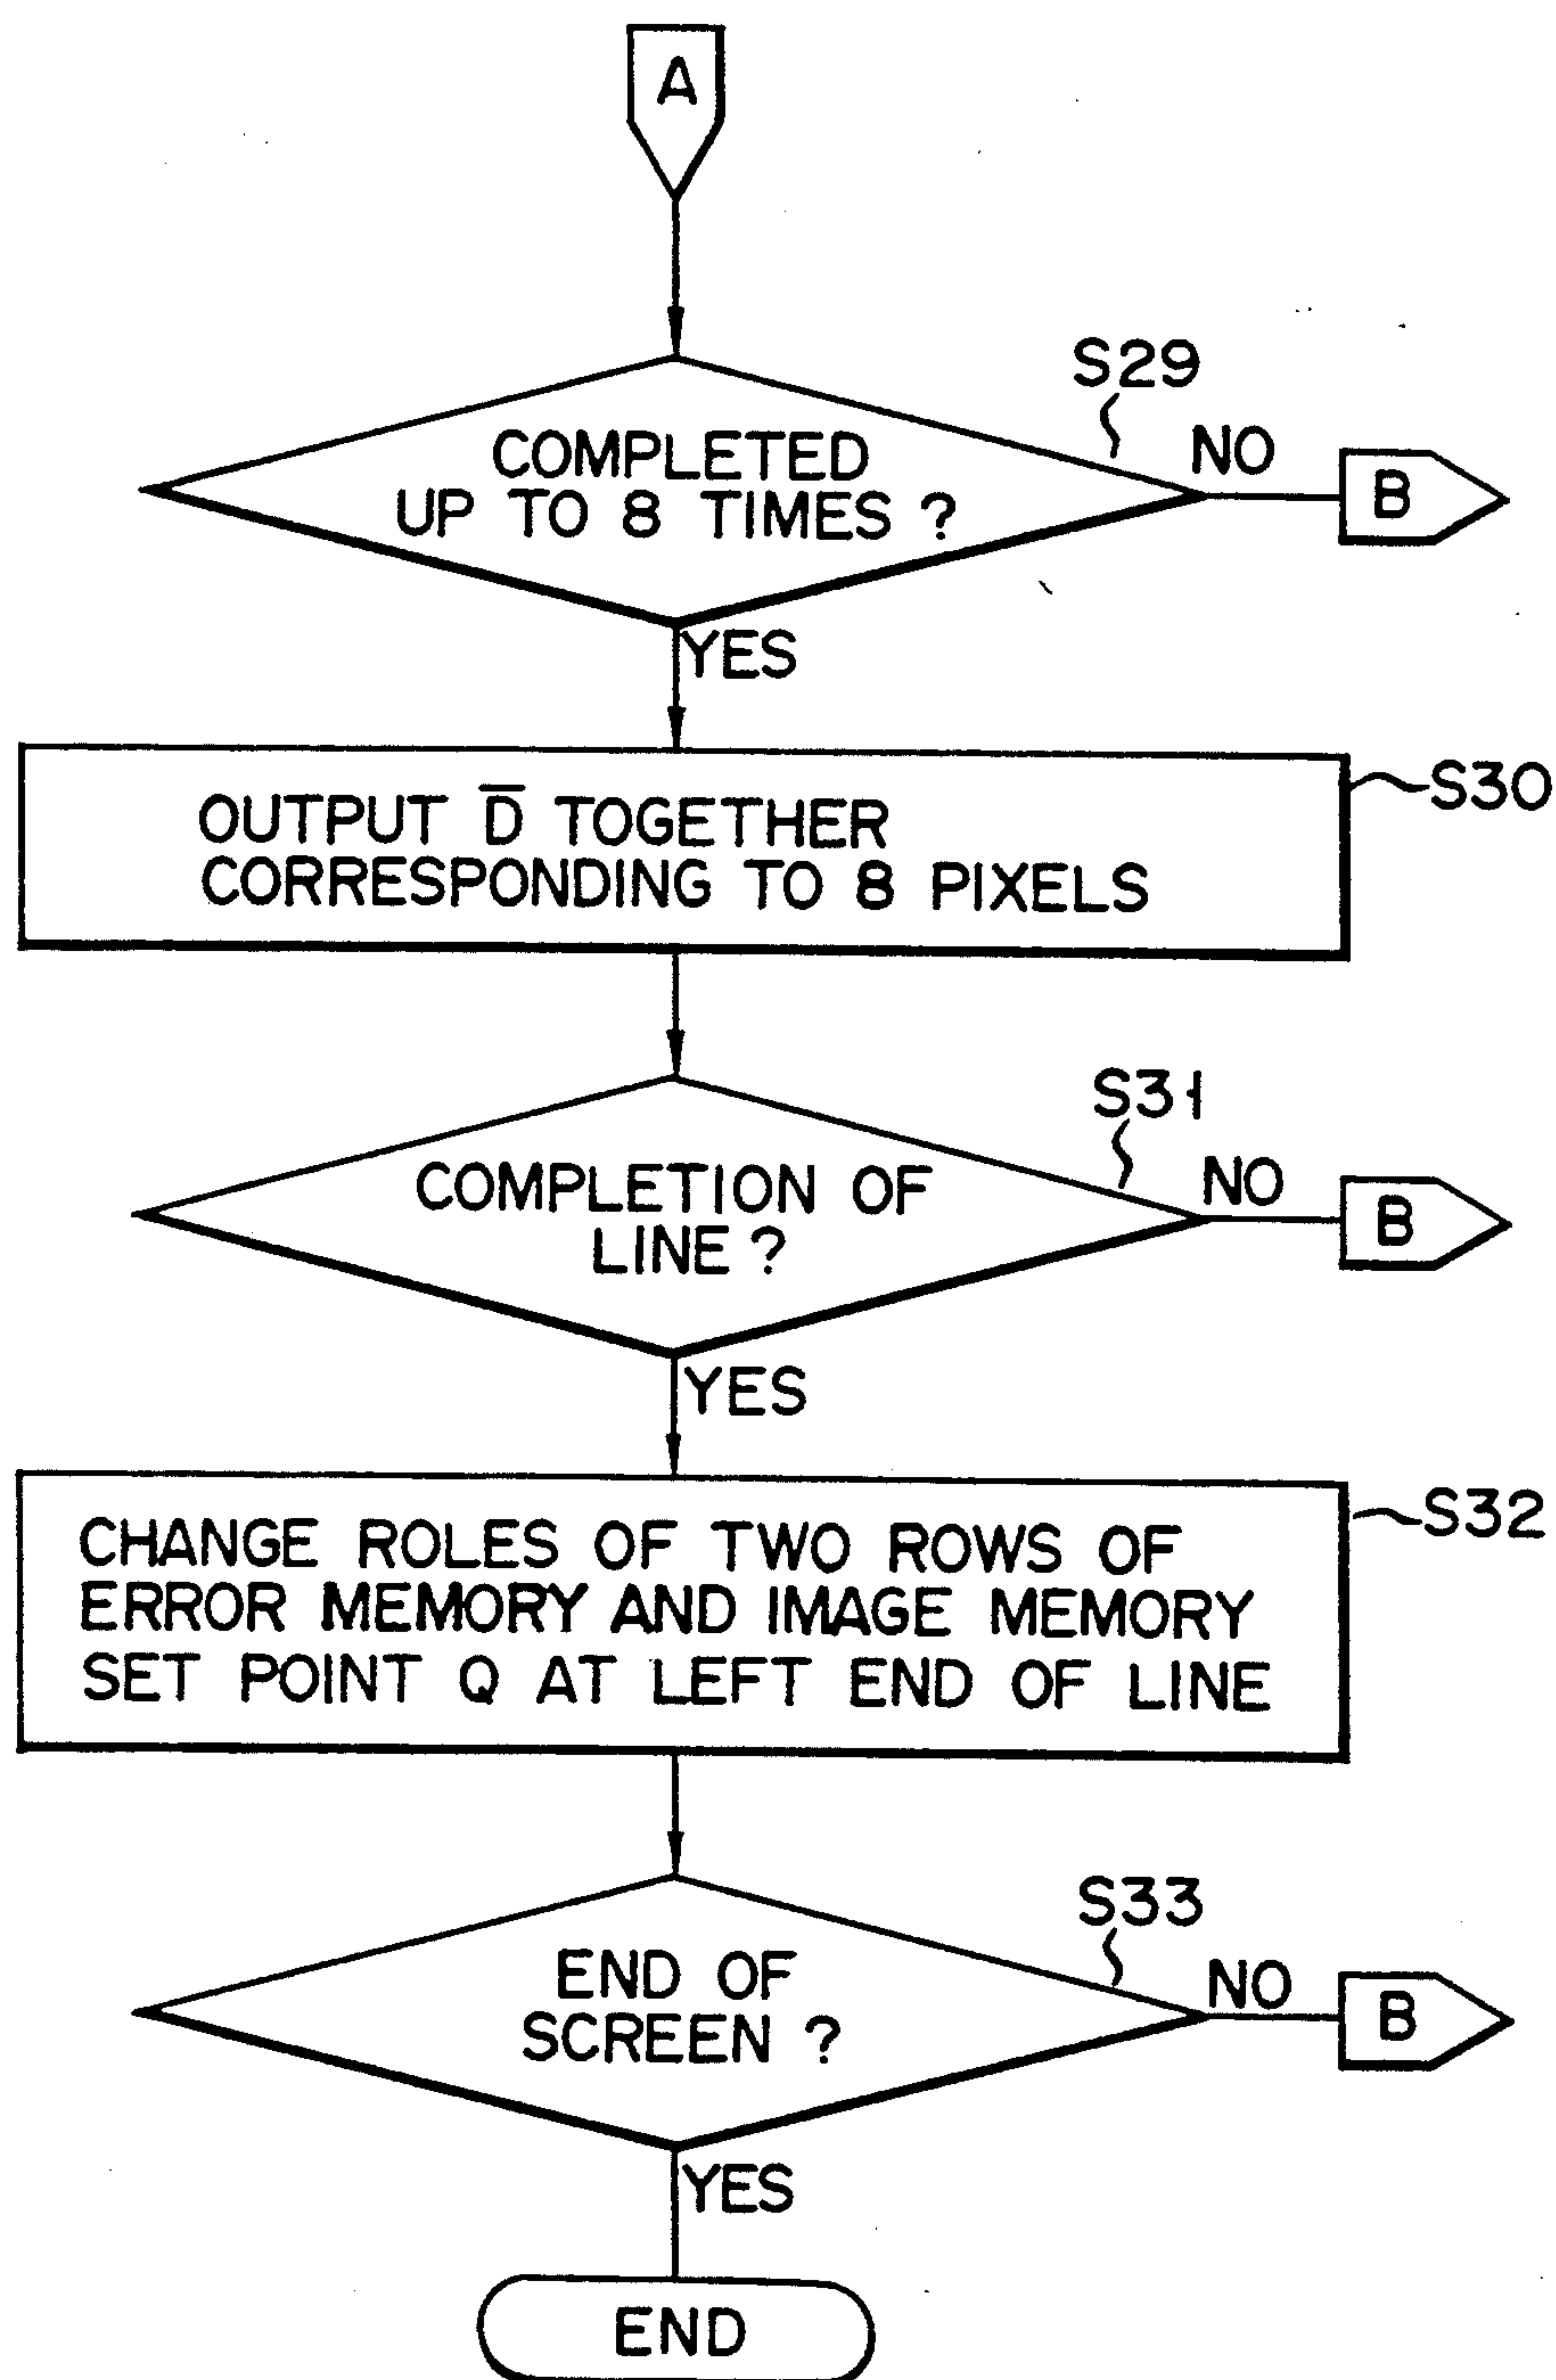 A
S29
COMPLETED
UP TO 8 TIMES ?
NO
B
YES
S30
OUTPUT D̅ TOGETHER
CORRESPONDING TO 8 PIXELS
S31
COMPLETION OF
LINE ?
NO
B
YES
S32
CHANGE ROLES OF TWO ROWS OF
ERROR MEMORY AND IMAGE MEMORY
SET POINT Q AT LEFT END OF LINE
S33
END OF
SCREEN ?
NO
B
YES
END